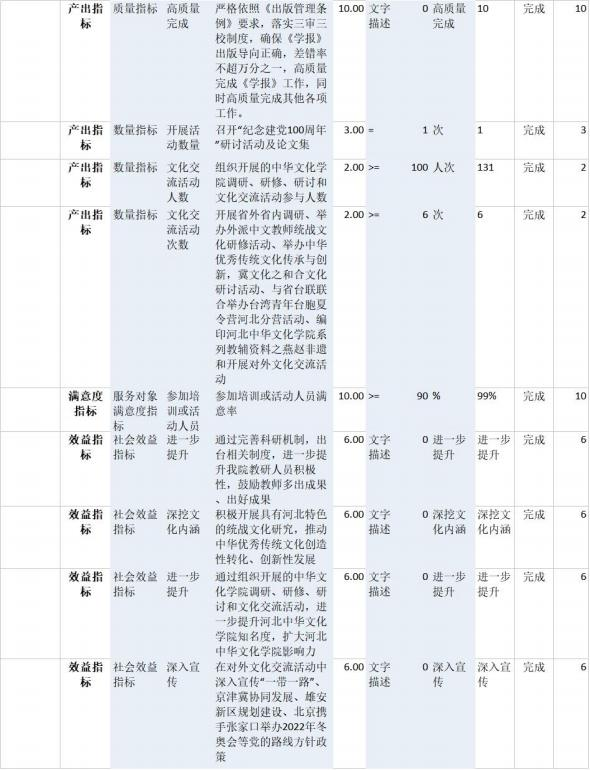 产出指标 质量指标 高质量完成 严格依照《出版管理条例》要求，落实三审三校制度，确保《学报》出版导向正确，差错率不超万分之一，高质量完成《学报》工作，同时高质量完成其他各项工作。 10.00 文字描述 0 高质量完成 10 完成 10
产出指标 数量指标 开展活动数量 召开“纪念建党100周年”研讨活动及论文集 3.00 = 1 次 1 完成 3
产出指标 数量指标 文化交流活动人数 组织开展的中华文化学院调研、研修、研讨和文化交流活动参与人数 2.00 >= 100 人次 131 完成 2
产出指标 数量指标 文化交流活动次数 开展省外省内调研、举办外派中文教师统战文化研修活动、举办中华优秀传统文化传承与创新，冀文化之和合文化研讨活动、与省台联联合举办台湾青年台胞夏令营河北分营活动、编印河北中华文化学院系列教辅资料之燕赵非遗和开展对外文化交流活动 2.00 >= 6 次 6 完成 2
满意度指标 服务对象满意度指标 参加培训或活动人员 参加培训或活动人员满意率 10.00 >= 90 % 99% 完成 10
效益指标 社会效益指标 进一步提升 通过完善科研机制，出台相关制度，进一步提升我院教研人员积极性，鼓励教师多出成果、出好成果 6.00 文字描述 0 进一步提升 进一步提升 完成 6
效益指标 社会效益指标 深挖文化内涵 积极开展具有河北特色的统战文化研究，推动中华优秀传统文化创造性转化、创新性发展 6.00 文字描述 0 深挖文化内涵 深挖文化内涵 完成 6
效益指标 社会效益指标 进一步提升 通过组织开展的中华文化学院调研、研修、研讨和文化交流活动，进一步提升河北中华文化学院知名度，扩大河北中华文化学院影响力 6.00 文字描述 0 进一步提升 进一步提升 完成 6
效益指标 社会效益指标 深入宣传 在对外文化交流活动中深入宣传“一带一路”、京津冀协同发展、雄安新区规划建设、北京携手张家口举办2022年冬奥会等党的路线方针政策 6.00 文字描述 0 深入宣传 深入宣传 完成 6